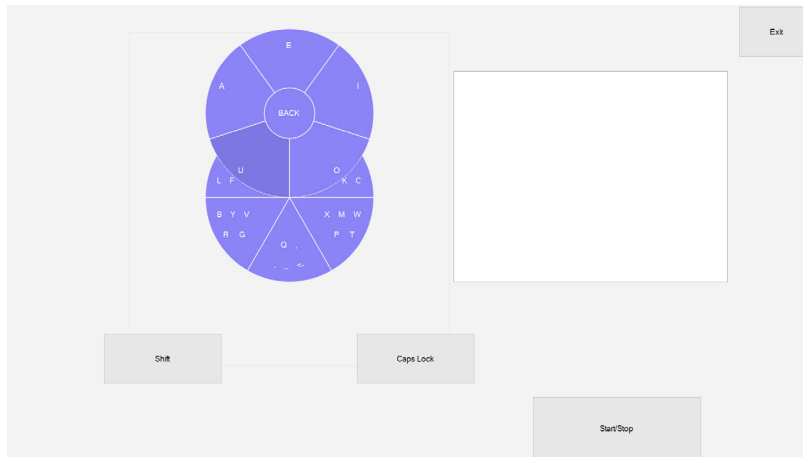 Exit
E
A I
BACK
U O
L F K C
B Y V X M W
R G P T
Q ,
. _ <-
Shift Caps Lock
Start/Stop